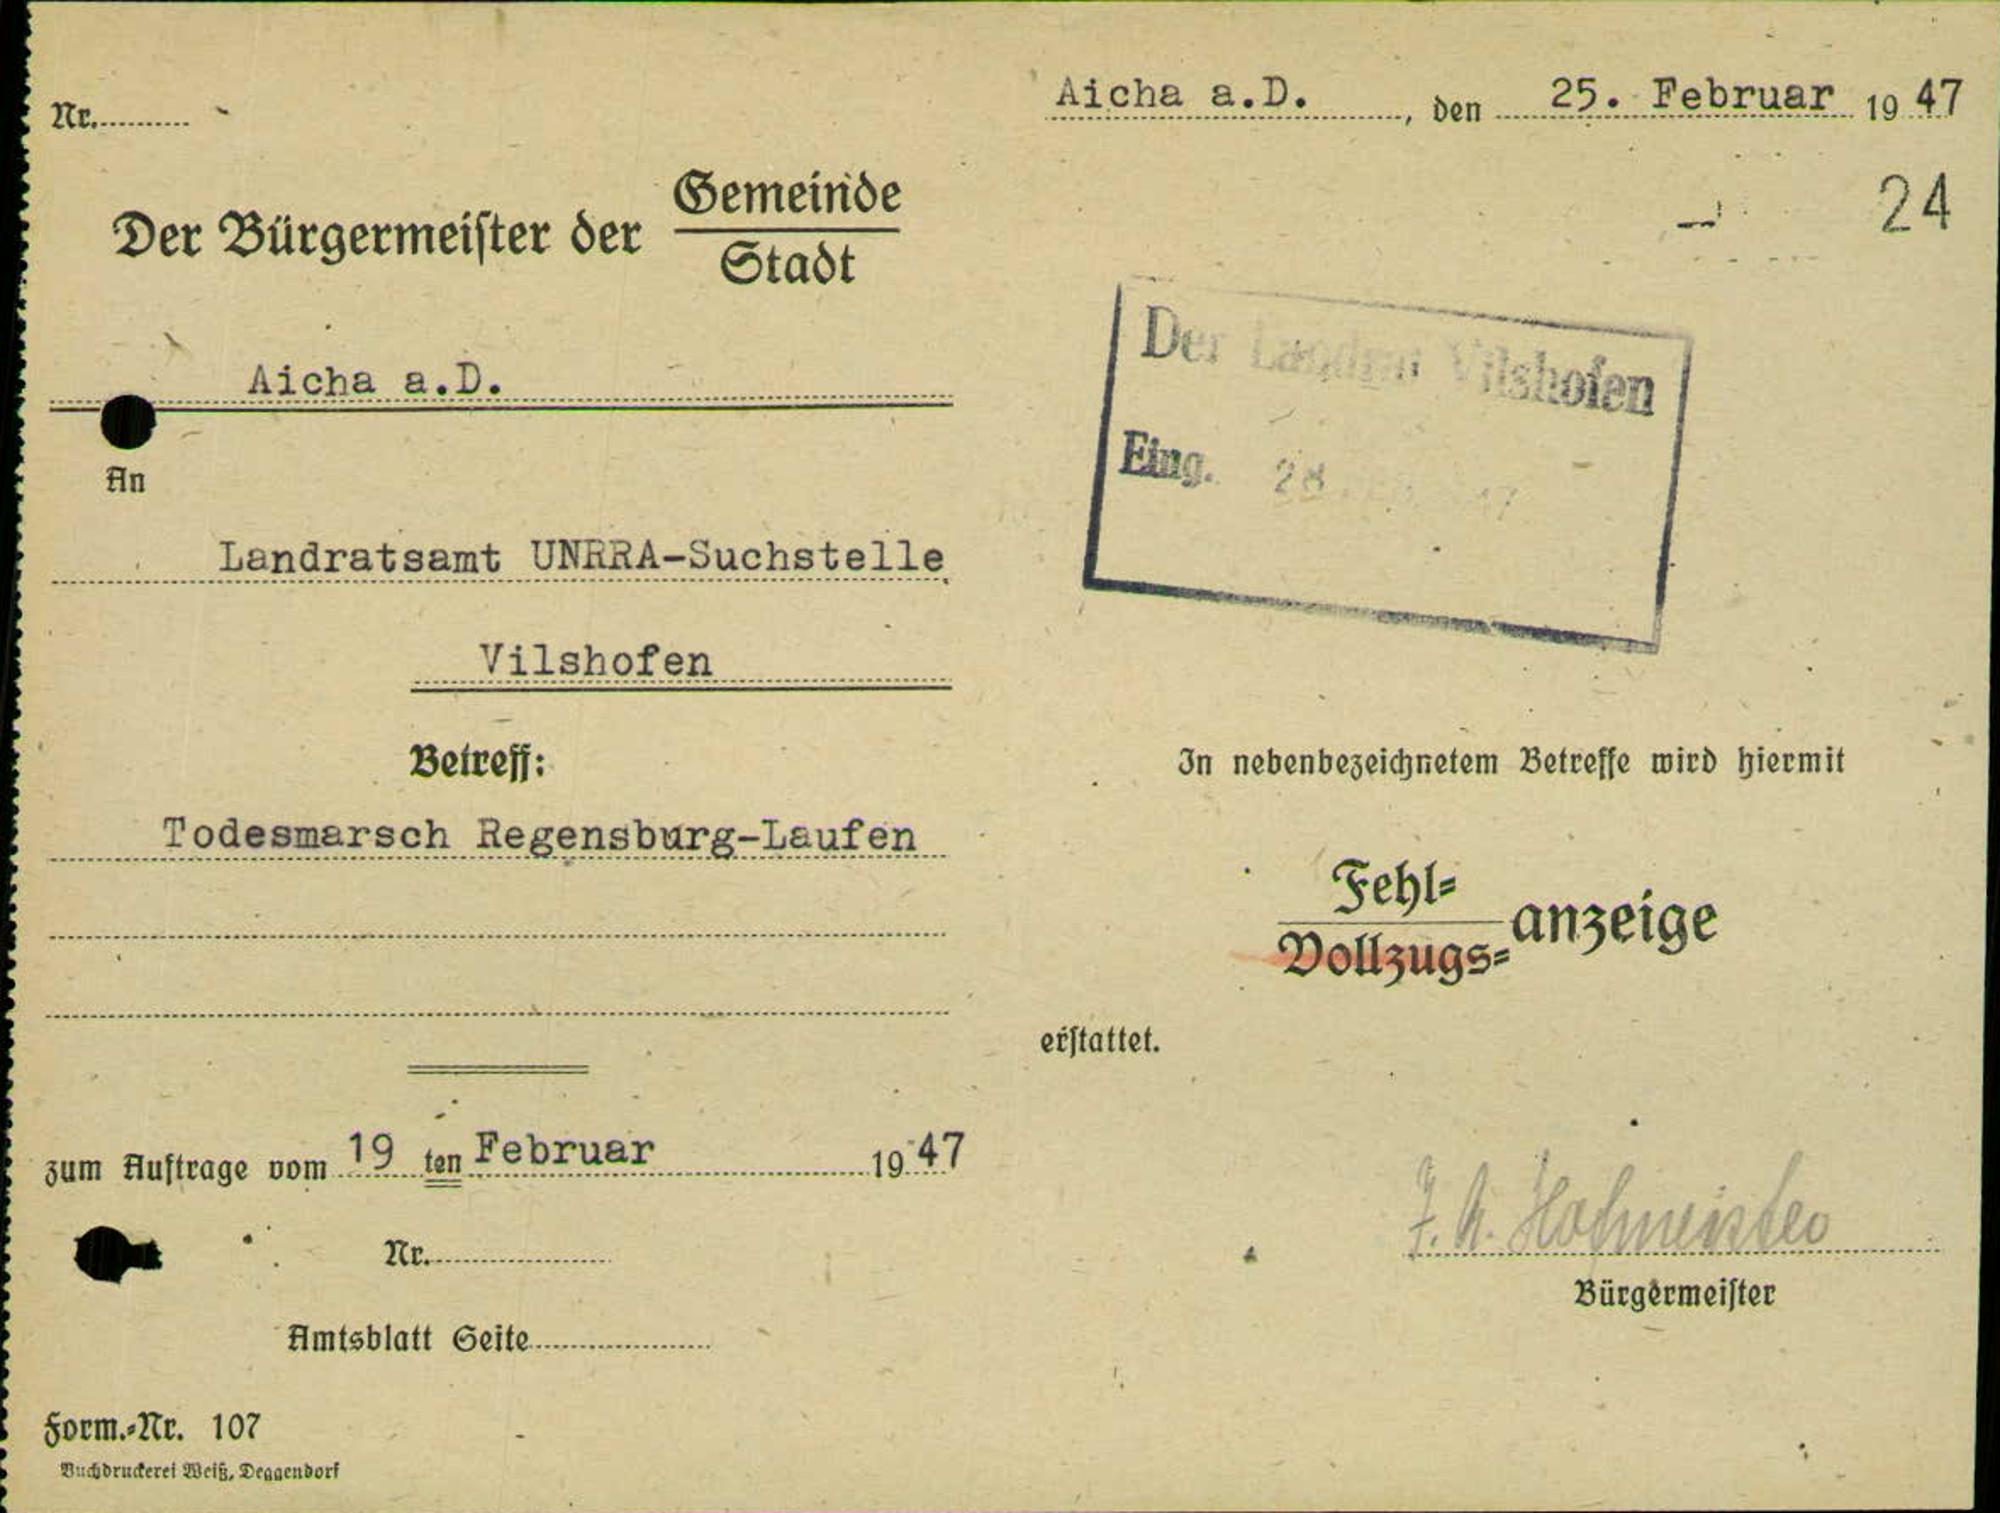 Nr.
Der Bürgermeister der Gemeinde
Stadt
Aicha a.D.
An
Landratsamt UNRRA-Suchstelle
Vilshofen
Betreff:
Todesmarsch Regensburg-Laufen
zum Auftrage vom 19 ten Februar 1947
Nr.
Amtsblatt Seite
Form.-Nr. 107
Buchdruckerei Weiß, Deggendorf
Aicha a.D., den 25. Februar 1947
24
Der Landrat Vilshofen
Eing. 28 47
In nebenbezeichnetem Betreffe wird hiermit
Fehl-
Vollzugs-anzeige
erstattet.
Hofmeister
Bürgermeister